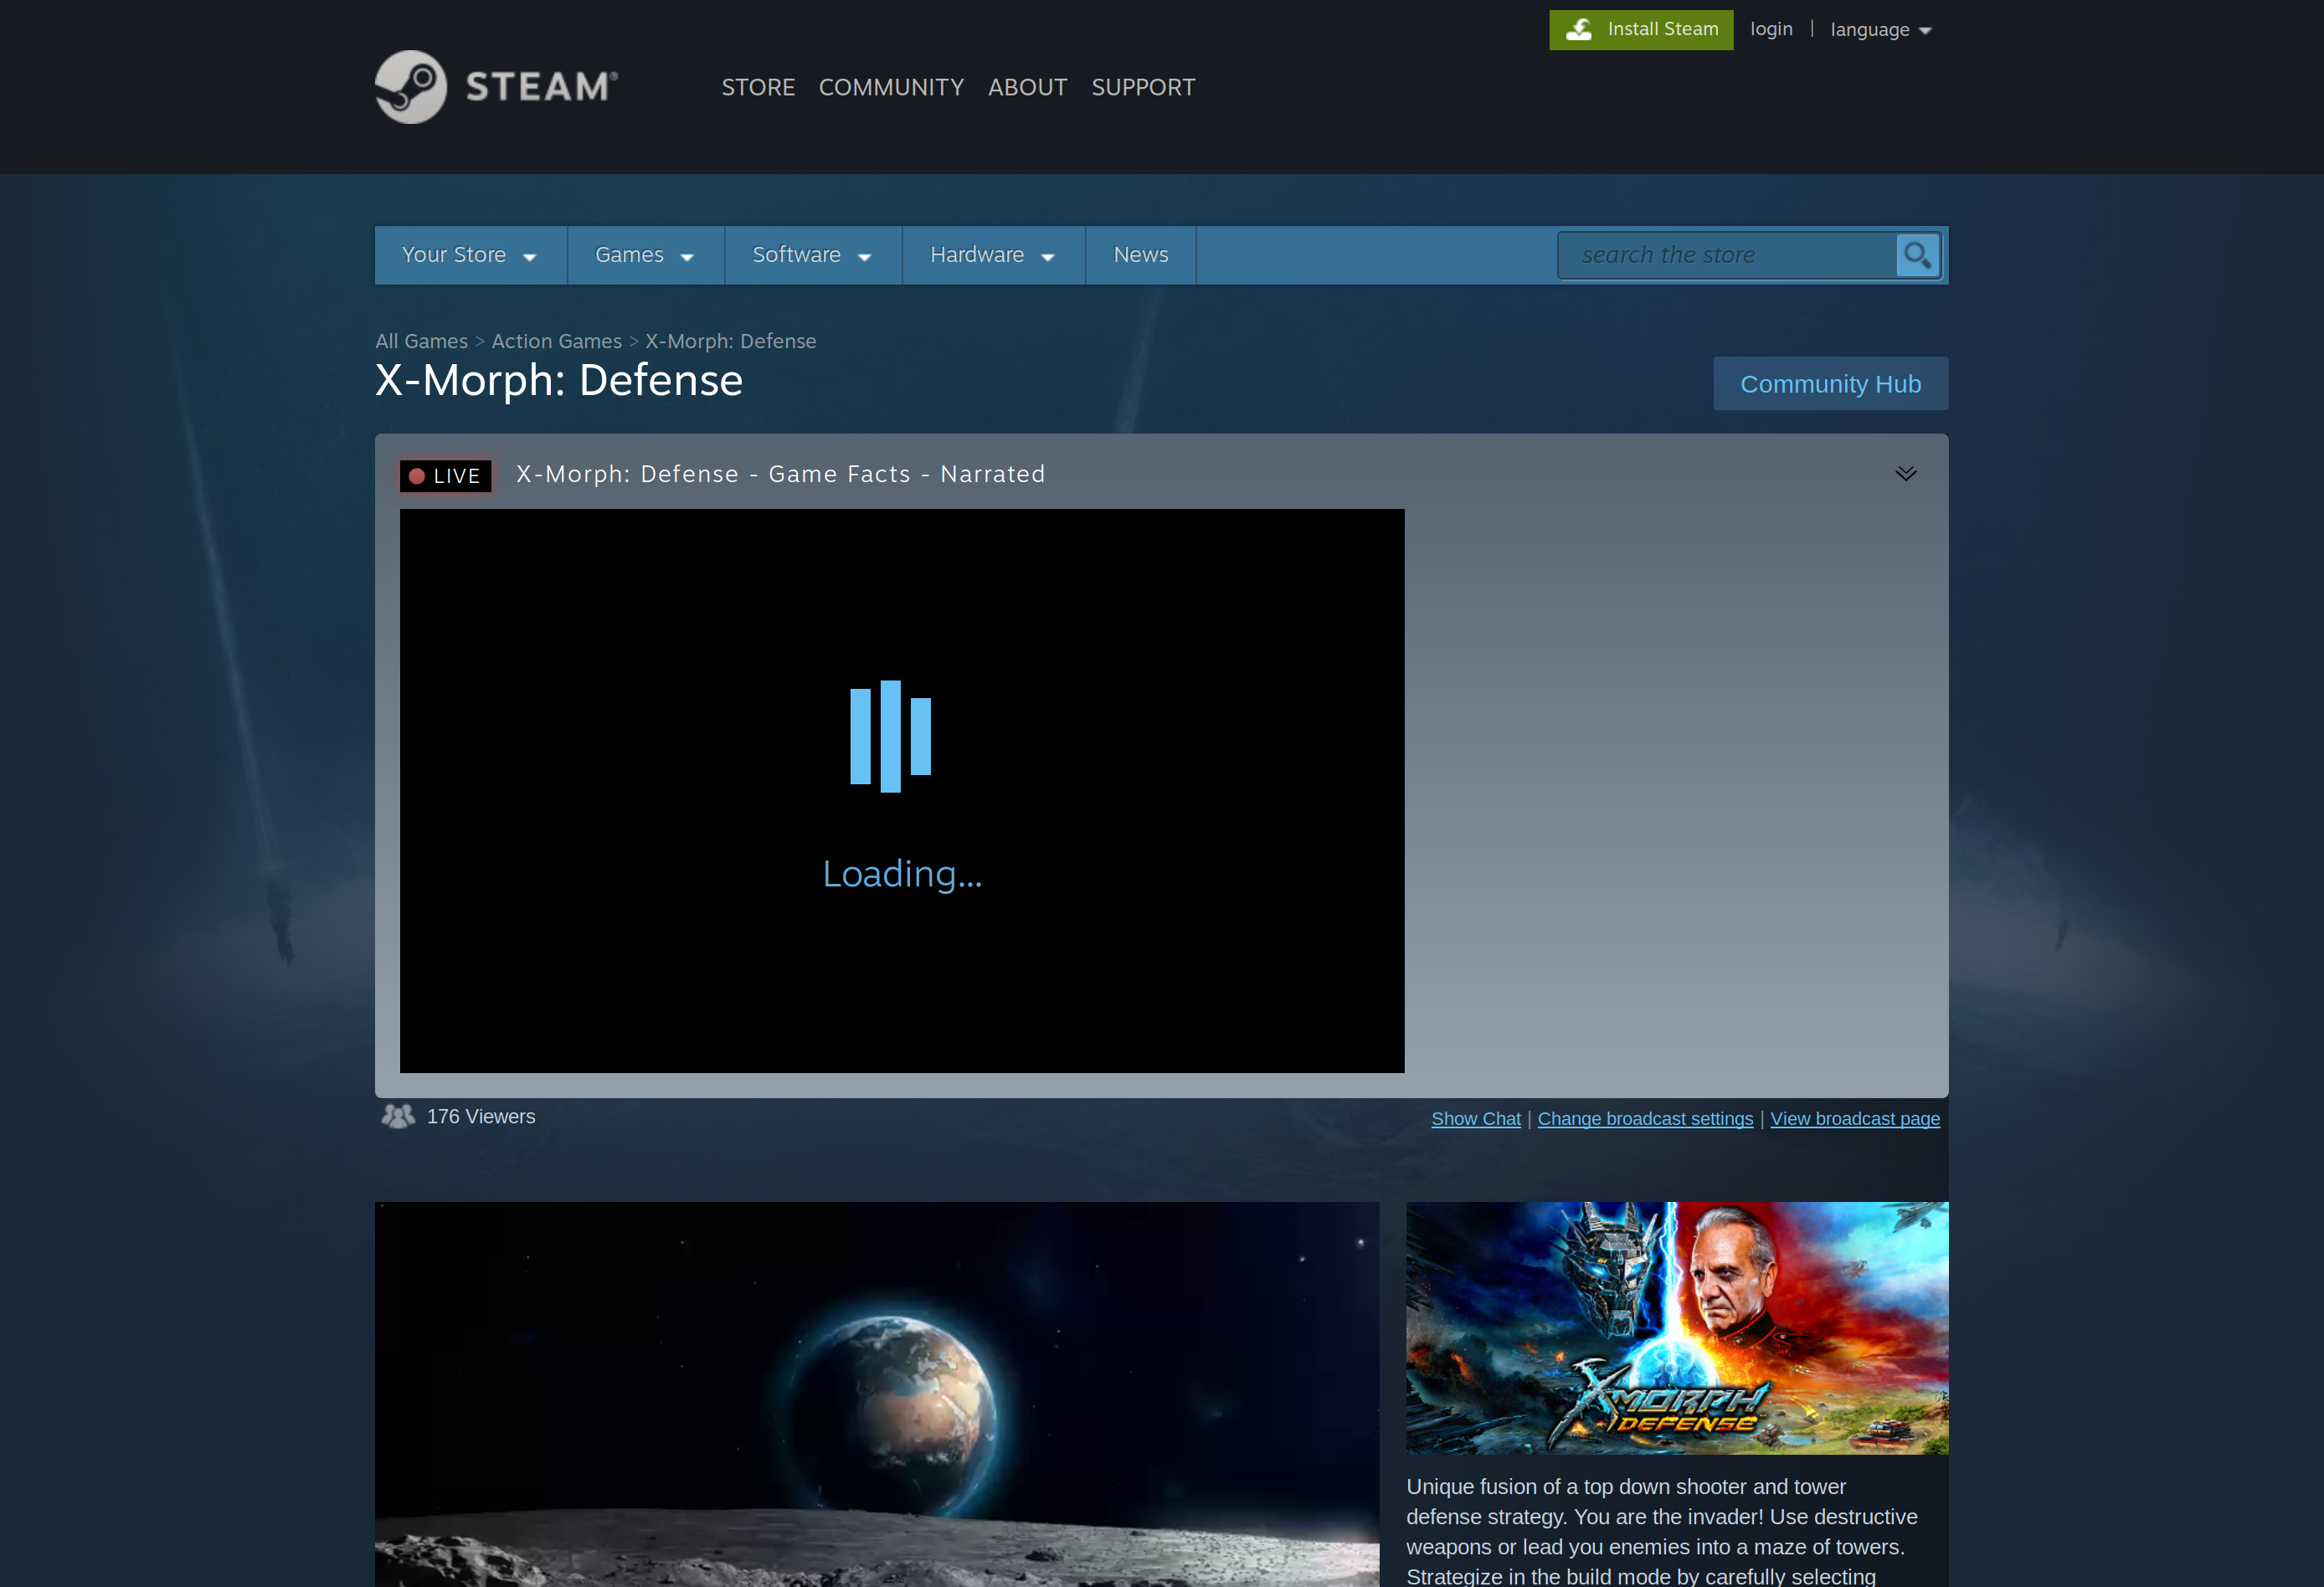 Install Steam login | language
STEAM®
STORE COMMUNITY ABOUT SUPPORT
Your Store Games Software Hardware News search the store
All Games > Action Games > X-Morph: Defense
X-Morph: Defense
Community Hub
LIVE X-Morph: Defense - Game Facts - Narrated
Loading...
176 Viewers
Show Chat | Change broadcast settings | View broadcast page
X-MORPH
DEFENSE
Unique fusion of a top down shooter and tower
defense strategy. You are the invader! Use destructive
weapons or lead you enemies into a maze of towers.
Strategize in the build mode by carefully selecting